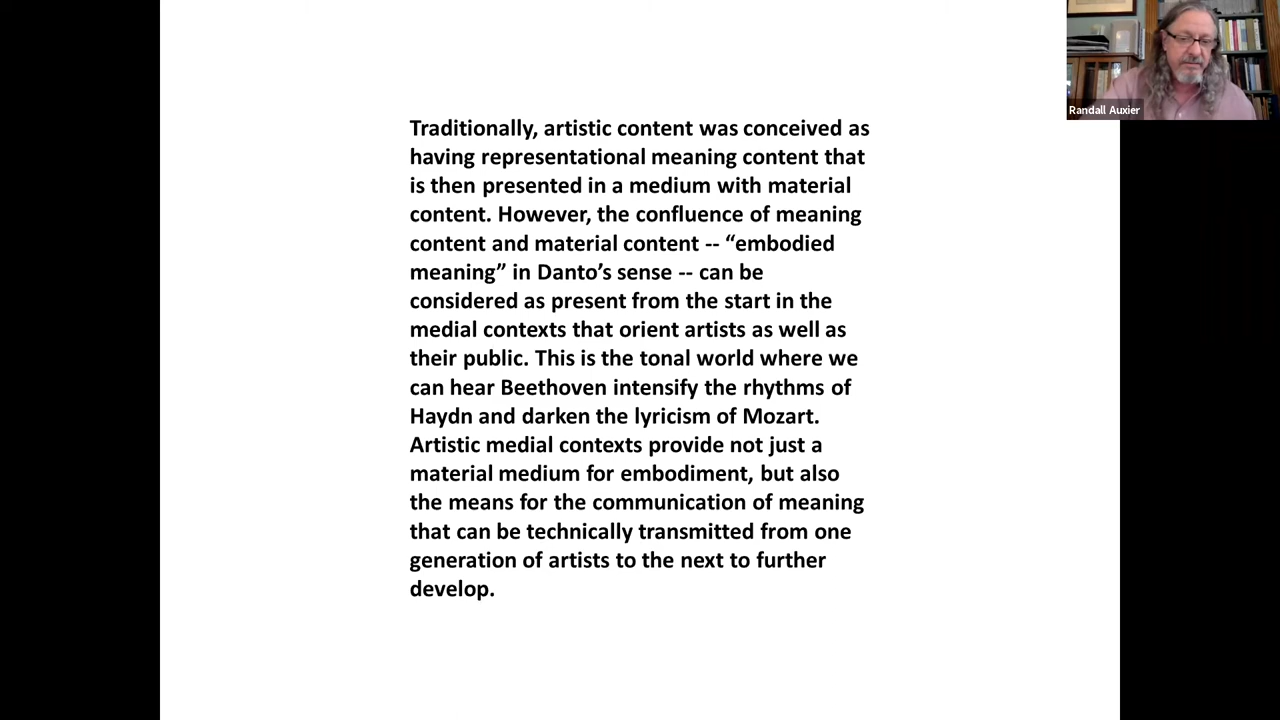 Traditionally, artistic content was conceived as
having representational meaning content that
is then presented in a medium with material
content. However, the confluence of meaning
content and material content -- “embodied
meaning” in Danto’s sense -- can be
considered as present from the start in the
medial contexts that orient artists as well as
their public. This is the tonal world where we
can hear Beethoven intensify the rhythms of
Haydn and darken the lyricism of Mozart.
Artistic medial contexts provide not just a
material medium for embodiment, but also
the means for the communication of meaning
that can be technically transmitted from one
generation of artists to the next to further
develop.
Randall Auxier